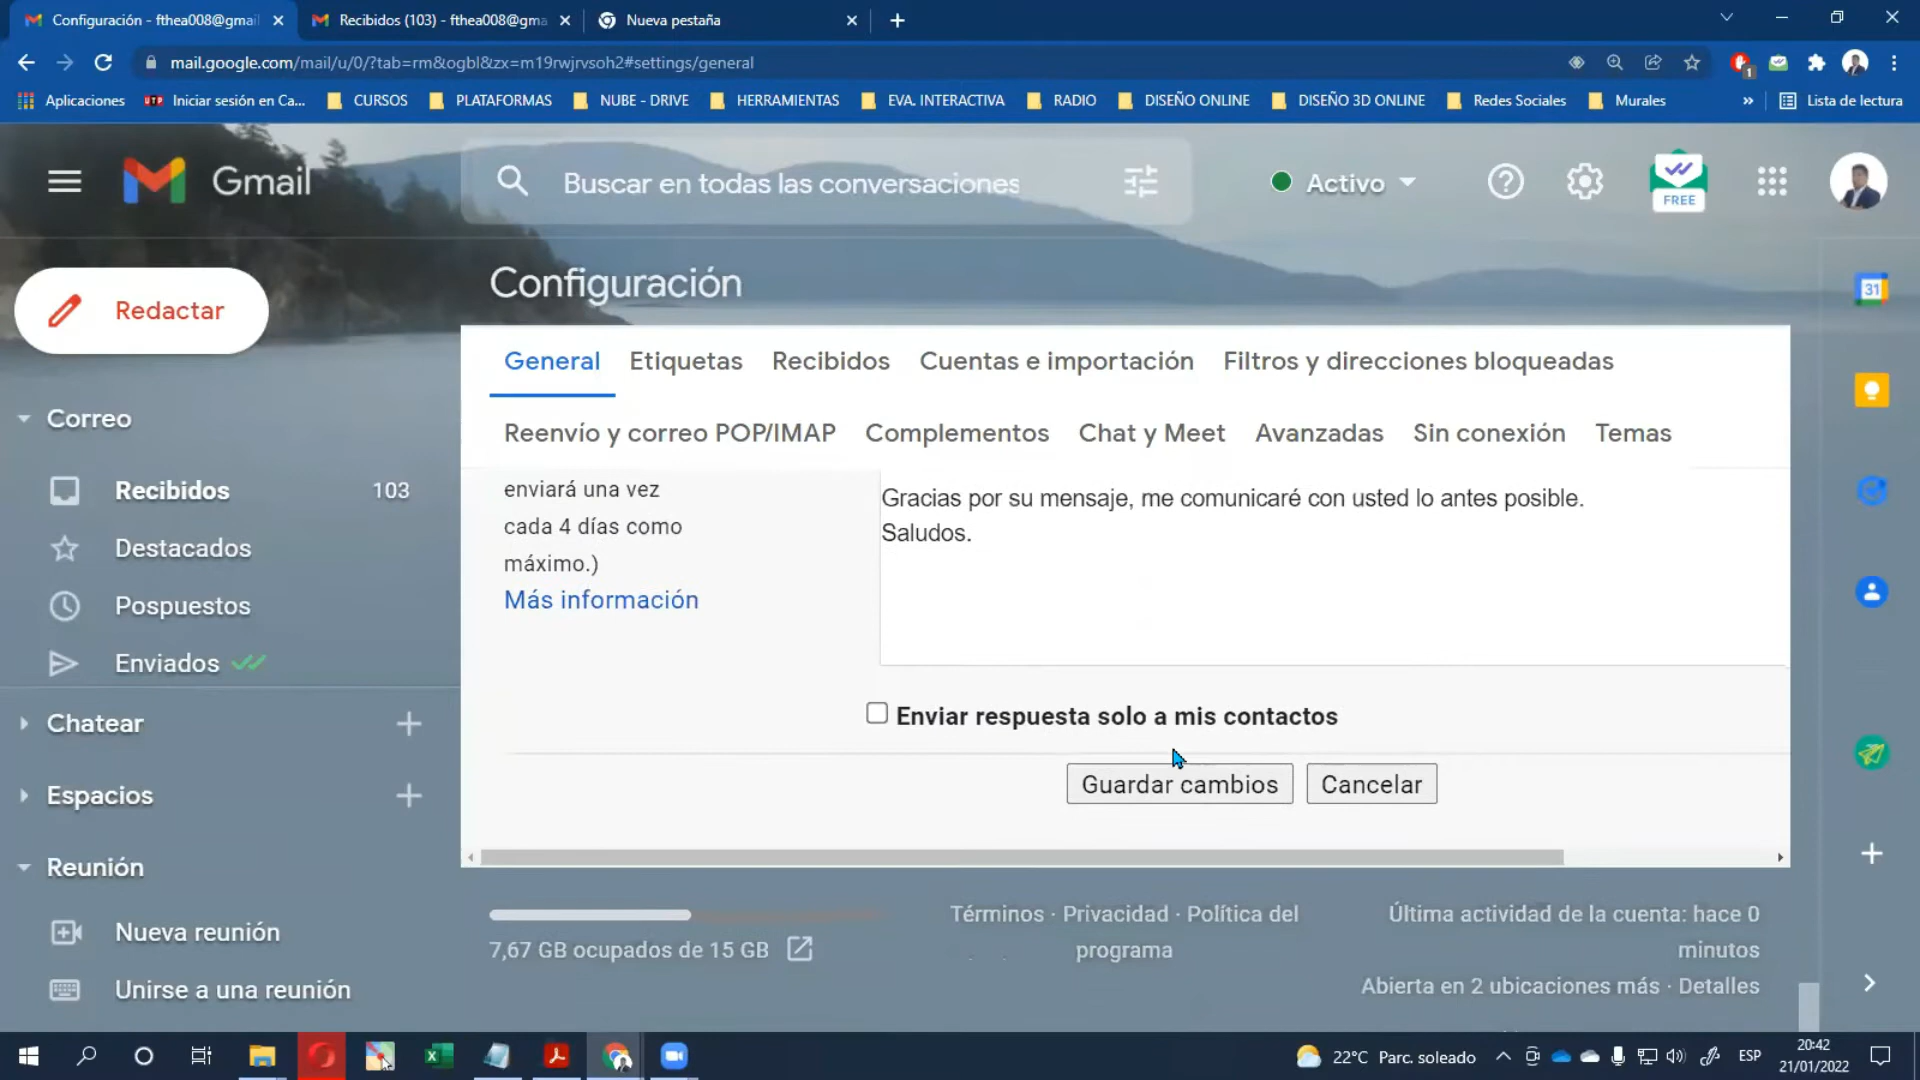 Configuración - fthea008@gmai
Recibidos (103) - fthea008@gma
Nueva pestaña
mail.google.com/mail/u/0/?tab=rm&ogbl&zx=m19rwjrvsoh2#settings/general
1
Aplicaciones
Iniciar sesión en Ca...
CURSOS
PLATAFORMAS
NUBE - DRIVE
HERRAMIENTAS
EVA. INTERACTIVA
RADIO
DISEÑO ONLINE
DISEÑO 3D ONLINE
Redes Sociales
Murales
»
Lista de lectura
Gmail
Buscar en todas las conversaciones
Activo
FREE
Redactar
Configuración
31
General
Etiquetas
Recibidos
Cuentas e importación
Filtros y direcciones bloqueadas
Reenvío y correo POP/IMAP
Complementos
Chat y Meet
Avanzadas
Sin conexión
Temas
Correo
Recibidos 103
Destacados
Pospuestos
Enviados
Chatear
Espacios
Reunión
Nueva reunión
Unirse a una reunión
enviará una vez
cada 4 días como
máximo.)
Más información
Gracias por su mensaje, me comunicaré con usted lo antes posible.
Saludos.
Enviar respuesta solo a mis contactos
Guardar cambios
Cancelar
7,67 GB ocupados de 15 GB
Términos · Privacidad · Política del
programa
Última actividad de la cuenta: hace 0
minutos
Abierta en 2 ubicaciones más · Detalles
22°C Parc. soleado
ESP
20:42
21/01/2022